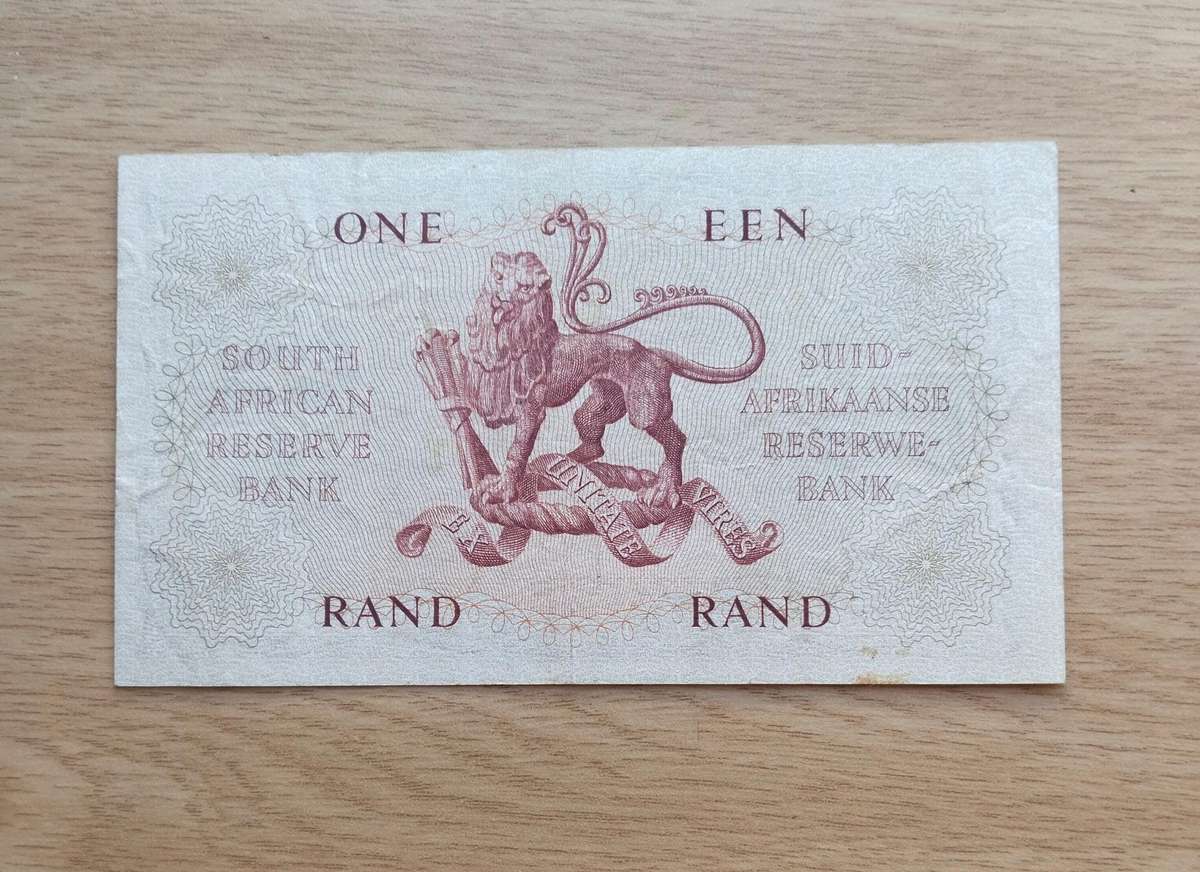 ONE
EEN
SOUTH
AFRICAN
RESERVE
BANK
SUID-
AFRIKAANSE
RESERWE-
BANK
EX UNITATE VIRES
RAND
RAND